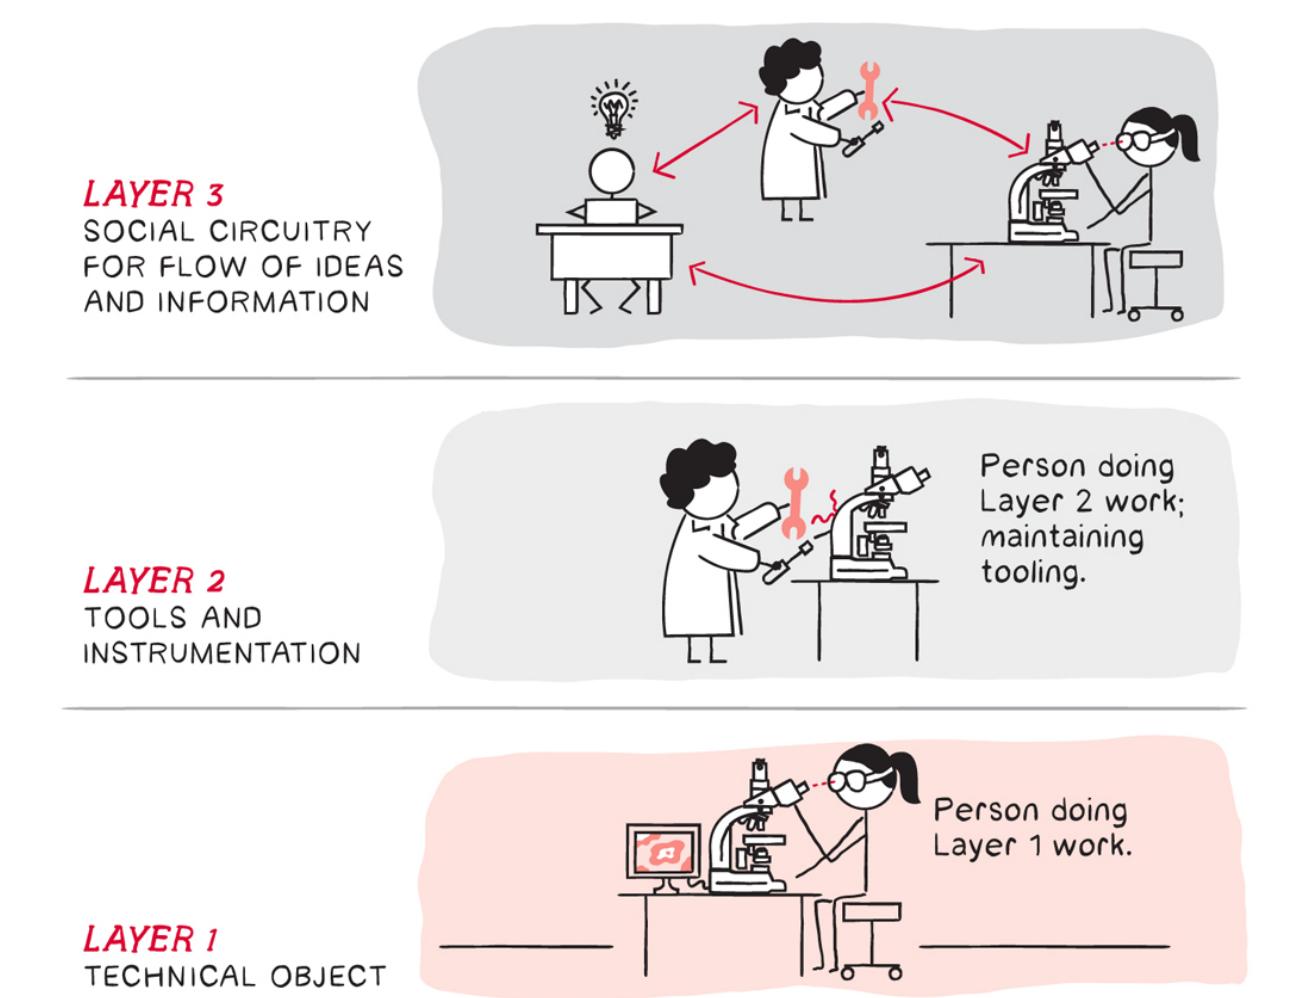 LAYER 3
SOCIAL CIRCUITRY
FOR FLOW OF IDEAS
AND INFORMATION
LAYER 2
TOOLS AND
INSTRUMENTATION
Person doing
Layer 2 work;
maintaining
tooling.
LAYER 1
TECHNICAL OBJECT
Person doing
Layer 1 work.